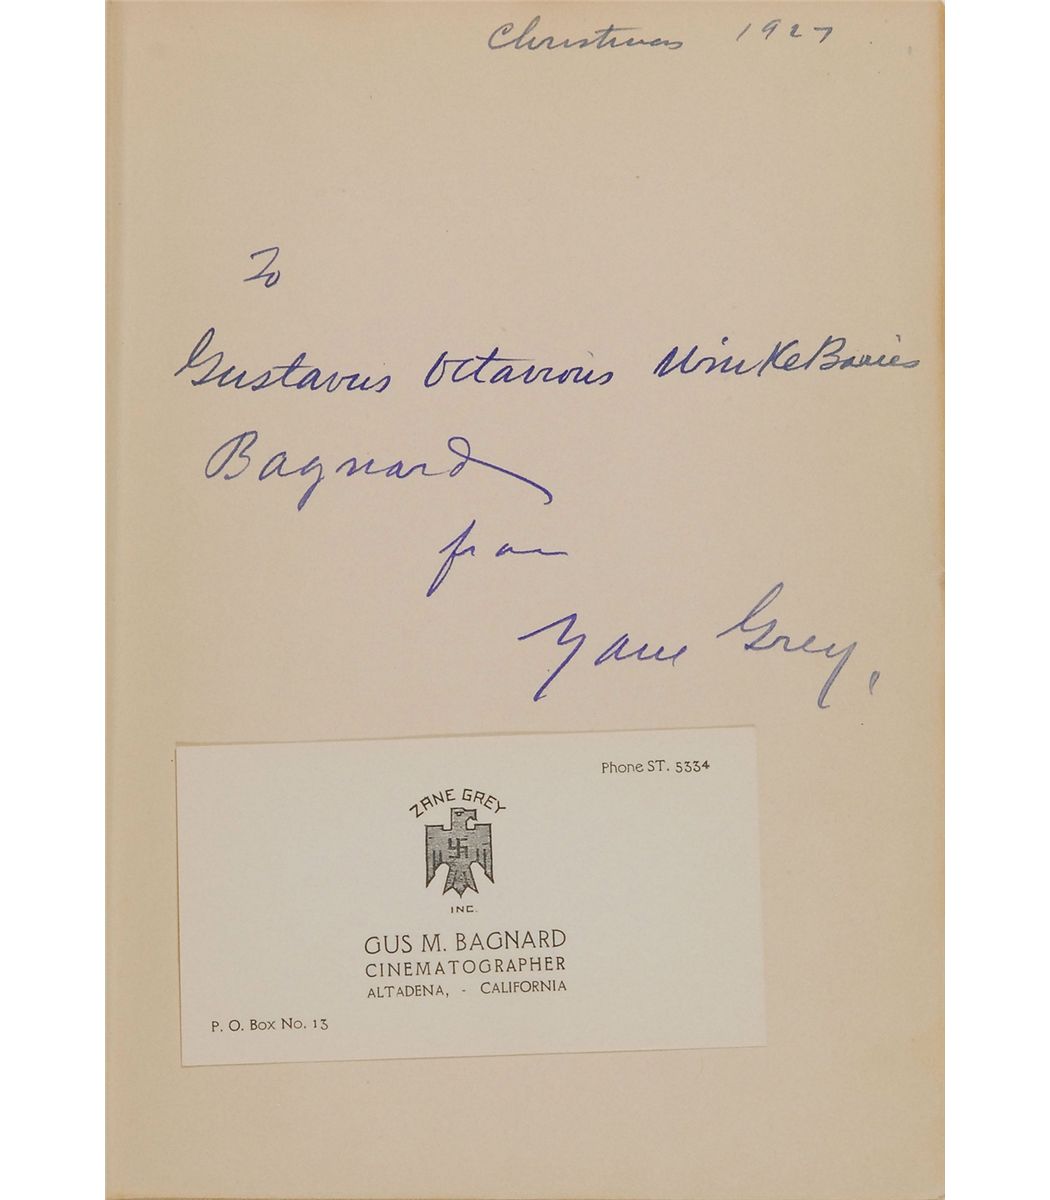 Christmas 1927
To
Gustavus Octavious
Bagnard
from
Zane Grey.
Phone ST. 5334
ZANE GREY
INC.
GUS M. BAGNARD
CINEMATOGRAPHER
ALTADENA, - CALIFORNIA
P. O. Box No. 13